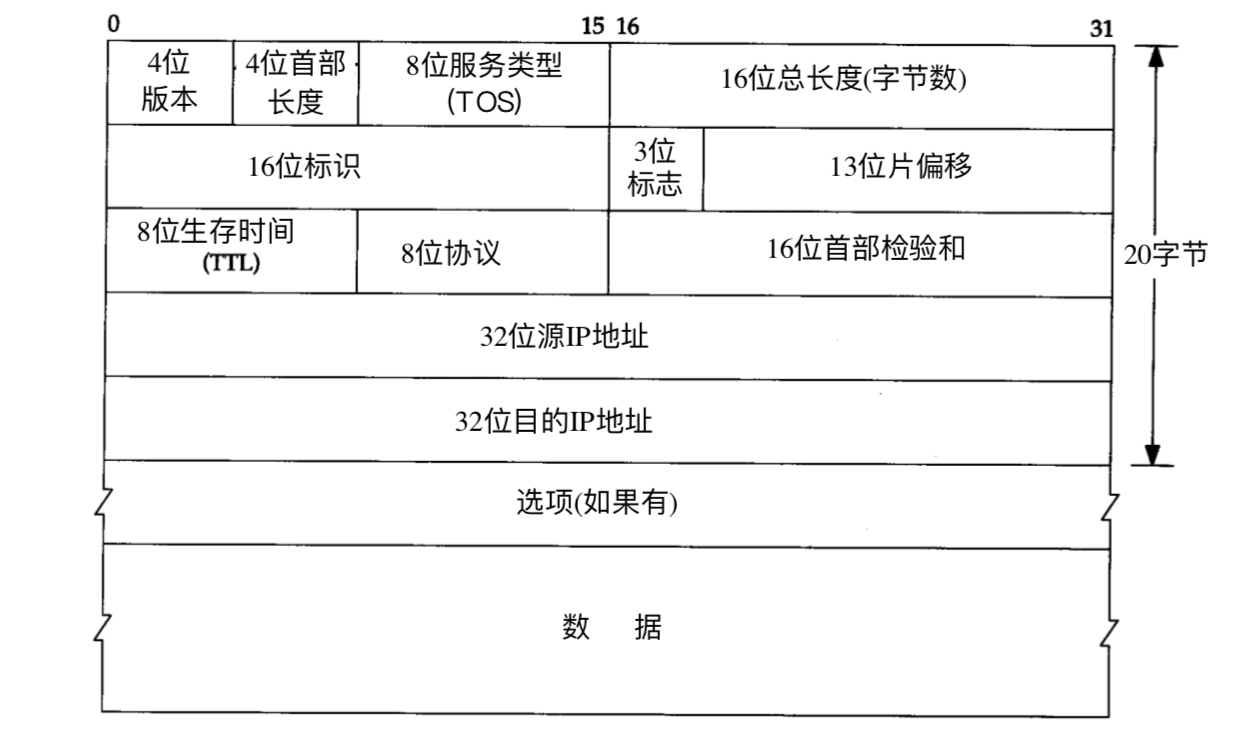 0 15 16 31
4位
版本
4位首部
长度
8位服务类型
(TOS)
16位总长度(字节数)
16位标识
3位
标志
13位片偏移
8位生存时间
(TTL)
8位协议
16位首部检验和
20字节
32位源IP地址
32位目的IP地址
选项(如果有)
数 据